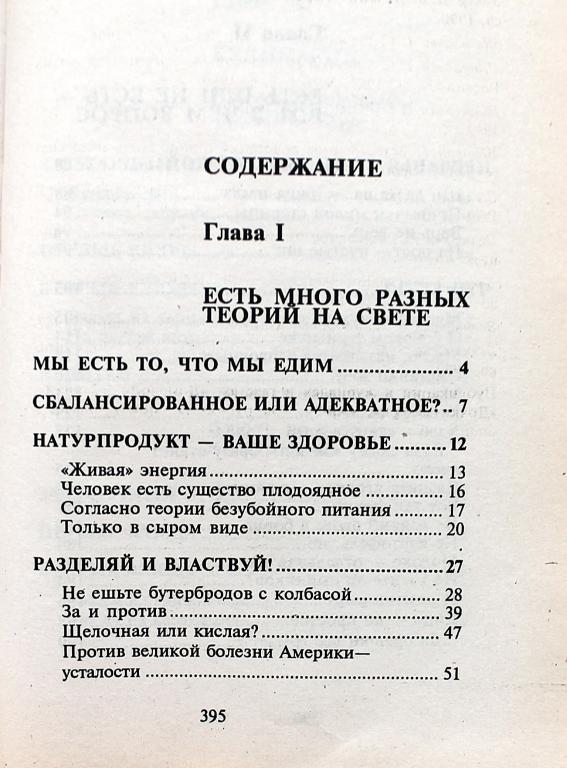 СОДЕРЖАНИЕ
Глава I
ЕСТЬ МНОГО РАЗНЫХ
ТЕОРИЙ НА СВЕТЕ
МЫ ЕСТЬ ТО, ЧТО МЫ ЕДИМ .................... 4
СБАЛАНСИРОВАННОЕ ИЛИ АДЕКВАТНОЕ? .. 7
НАТУРПРОДУКТ — ВАШЕ ЗДОРОВЬЕ ......... 12
«Живая» энергия ........................................ 13
Человек есть существо плодоядное ............. 16
Согласно теории безубойного питания ........ 17
Только в сыром виде ................................. 20
РАЗДЕЛЯЙ И ВЛАСТВУЙ! ............................. 27
Не ешьте бутербродов с колбасой ............... 28
За и против .............................................. 39
Щелочная или кислая? ............................... 47
Против великой болезни Америки—
усталости .................................................. 51
395